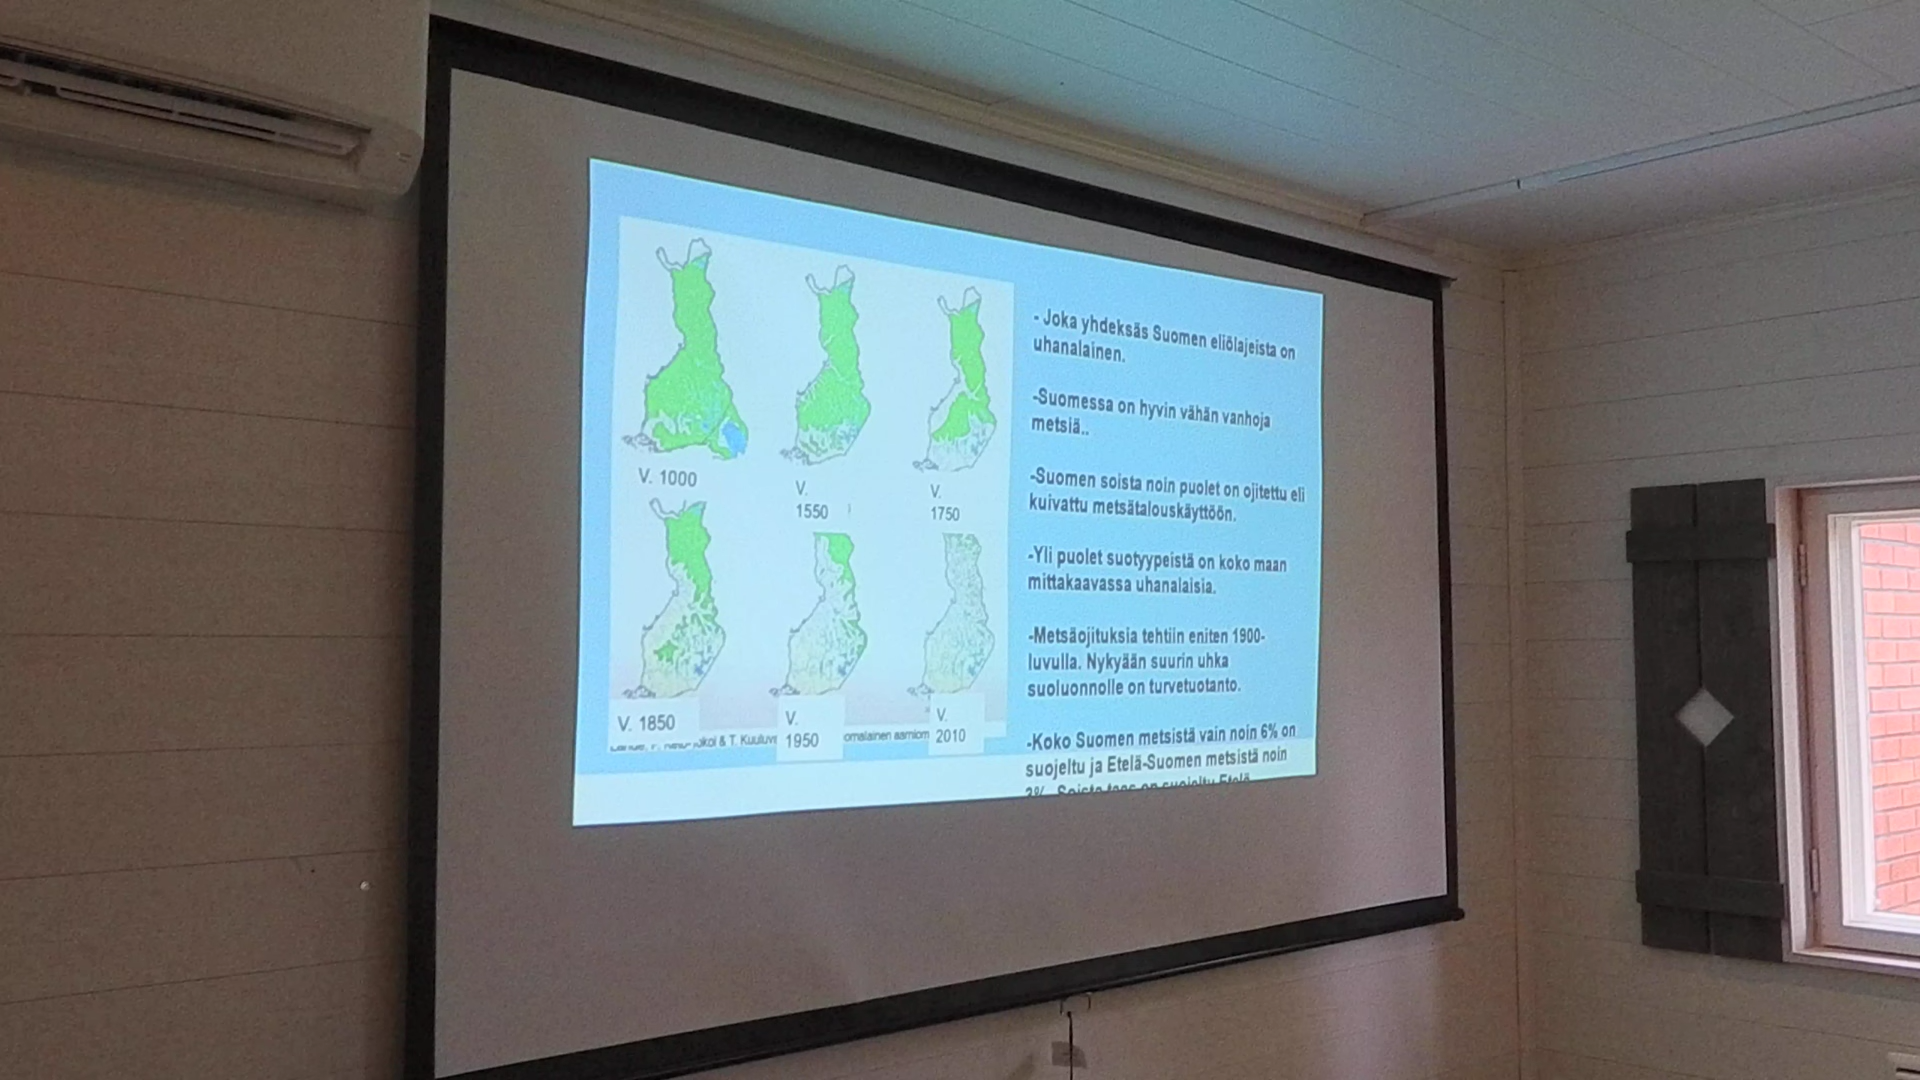 V. 1000
V.
1550
V.
1750
V. 1850
V.
1950
V.
2010
& T.
- Joka yhdeksäs Suomen eliölajeista on
uhanalainen.
-Suomessa on hyvin vähän vanhoja
metsiä..
-Suomen soista noin puolet on ojitettu eli
kuivattu metsätalouskäyttöön.
-Yli puolet suotyypeistä on koko maan
mittakaavassa uhanalaisia.
-Metsäojituksia tehtiin eniten 1900-
luvulla. Nykyään suurin uhka
suoluonnolle on turvetuotanto.
-Koko Suomen metsistä vain noin 6% on
suojeltu ja Etelä-Suomen metsistä noin